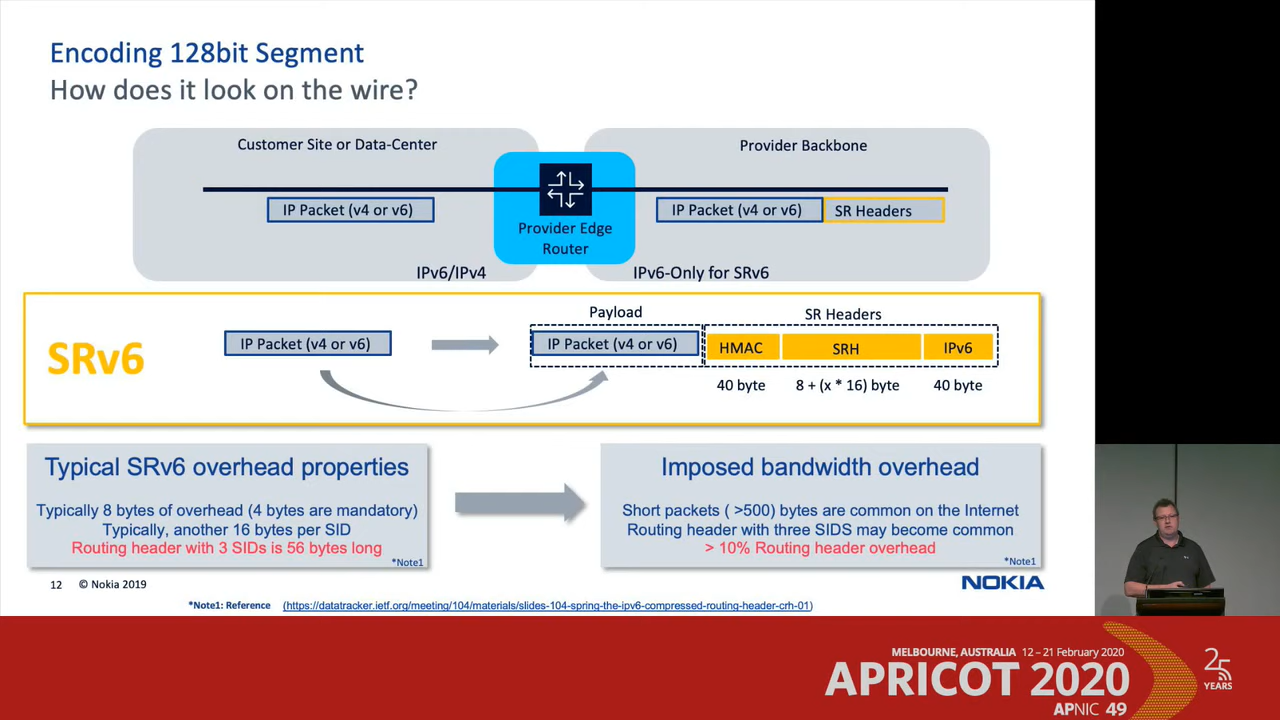 Encoding 128bit Segment
How does it look on the wire?
Customer Site or Data-Center
Provider Backbone
IP Packet (v4 or v6)
IP Packet (v4 or v6)
SR Headers
Provider Edge
Router
IPv6/IPv4
IPv6-Only for SRv6
SRv6
IP Packet (v4 or v6)
Payload
SR Headers
IP Packet (v4 or v6)
HMAC
SRH
IPv6
40 byte
8 + (x * 16) byte
40 byte
Typical SRv6 overhead properties
Typically 8 bytes of overhead (4 bytes are mandatory)
Typically, another 16 bytes per SID
Routing header with 3 SIDs is 56 bytes long
*Note1
Imposed bandwidth overhead
Short packets ( >500) bytes are common on the Internet
Routing header with three SIDS may become common
> 10% Routing header overhead
*Note1
12 © Nokia 2019
NOKIA
*Note1: Reference (https://datatracker.ietf.org/meeting/104/materials/slides-104-spring-the-ipv6-compressed-routing-header-crh-01)
MELBOURNE, AUSTRALIA 12 – 21 February 2020
APRICOT 2020
APNIC 49
25
YEARS